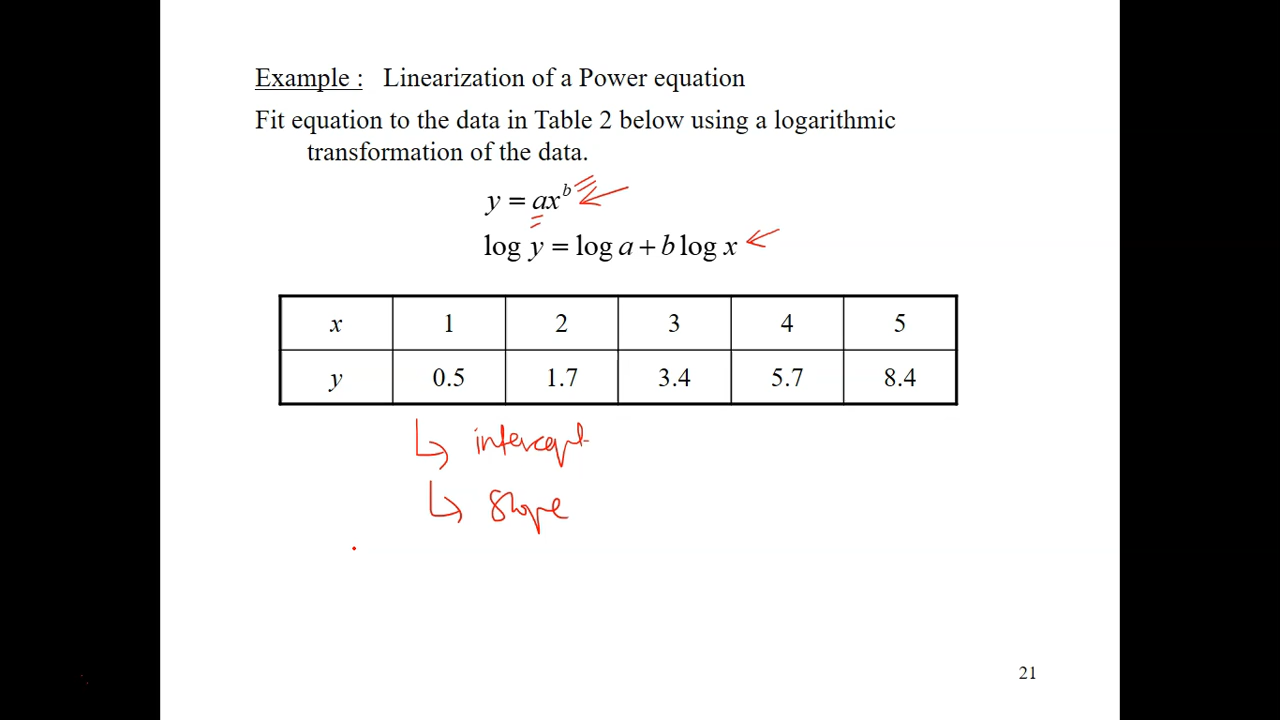 Example : Linearization of a Power equation
Fit equation to the data in Table 2 below using a logarithmic
transformation of the data.
y = ax^b
log y = log a + b log x
x 1 2 3 4 5
y 0.5 1.7 3.4 5.7 8.4
intercept
slope
21